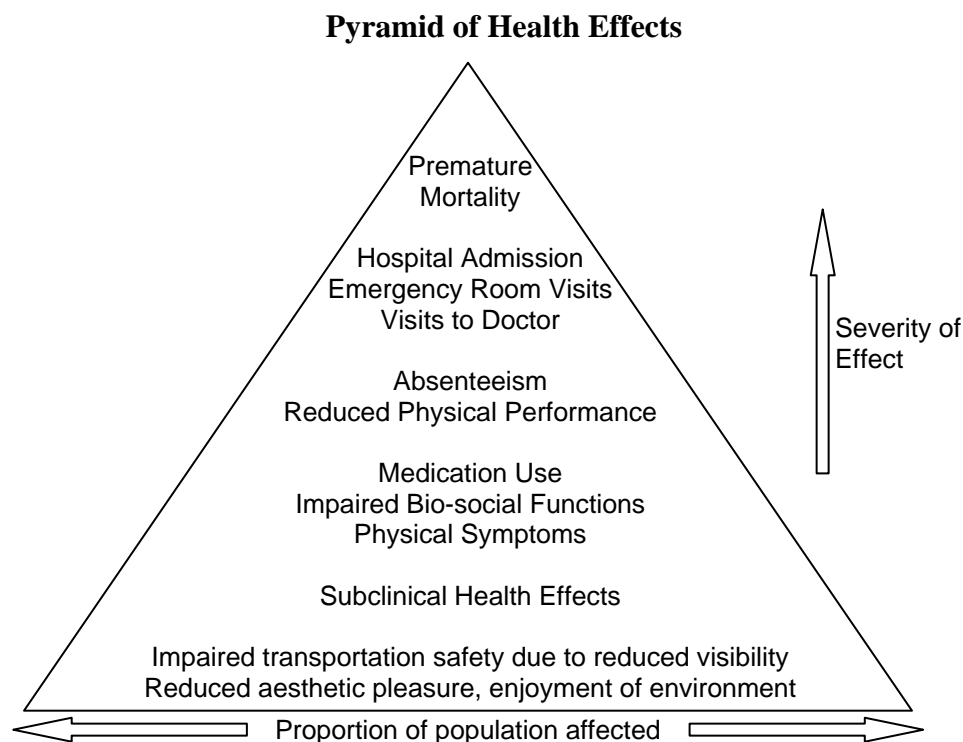 Pyramid of Health Effects
Premature
Mortality
Hospital Admission
Emergency Room Visits
Visits to Doctor
Severity of
Effect
Absenteeism
Reduced Physical Performance
Medication Use
Impaired Bio-social Functions
Physical Symptoms
Subclinical Health Effects
Impaired transportation safety due to reduced visibility
Reduced aesthetic pleasure, enjoyment of environment
Proportion of population affected